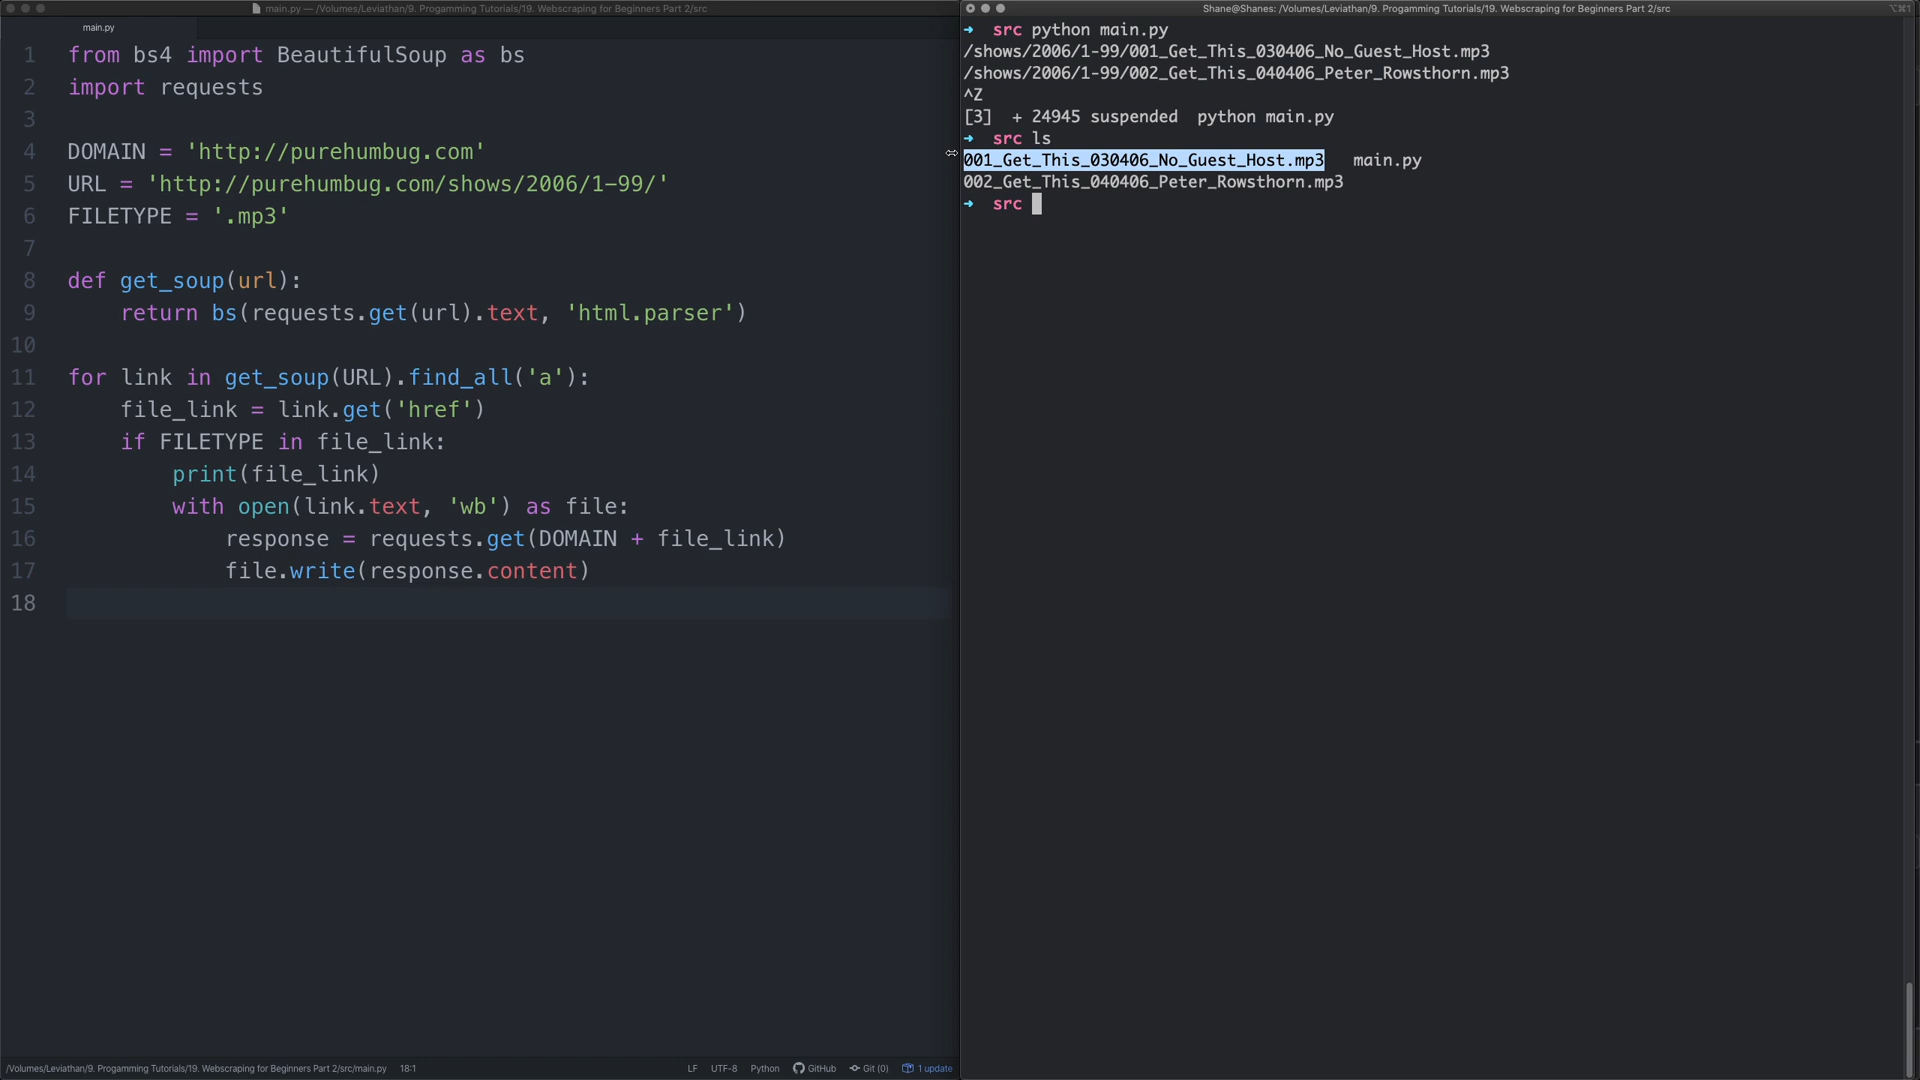 main.py — /Volumes/Leviathan/9. Progamming Tutorials/19. Webscraping for Beginners Part 2/src
main.py
1 from bs4 import BeautifulSoup as bs
2 import requests
3
4 DOMAIN = 'http://purehumbug.com'
5 URL = 'http://purehumbug.com/shows/2006/1-99/'
6 FILETYPE = '.mp3'
7
8 def get_soup(url):
9     return bs(requests.get(url).text, 'html.parser')
10
11 for link in get_soup(URL).find_all('a'):
12     file_link = link.get('href')
13     if FILETYPE in file_link:
14         print(file_link)
15         with open(link.text, 'wb') as file:
16             response = requests.get(DOMAIN + file_link)
17             file.write(response.content)
18
/Volumes/Leviathan/9. Progamming Tutorials/19. Webscraping for Beginners Part 2/src/main.py 18:1 LF UTF-8 Python GitHub Git (0) 1 update
Shane@Shanes: /Volumes/Leviathan/9. Progamming Tutorials/19. Webscraping for Beginners Part 2/src ⌥⌘1
➜ src python main.py
/shows/2006/1-99/001_Get_This_030406_No_Guest_Host.mp3
/shows/2006/1-99/002_Get_This_040406_Peter_Rowsthorn.mp3
^Z
[3]  + 24945 suspended  python main.py
➜ src ls
001_Get_This_030406_No_Guest_Host.mp3   main.py
002_Get_This_040406_Peter_Rowsthorn.mp3
➜ src